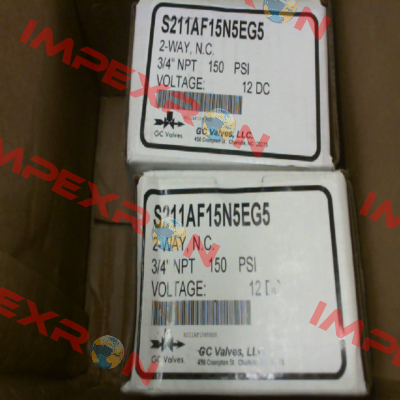 S211AF15N5EG5
2-WAY, N.C.
3/4" NPT 150 PSI
VOLTAGE: 12 DC
GC Valves
GC Valves, LLC.
S211AF15N5EG5
2-WAY, N.C.
3/4" NPT 150 PSI
VOLTAGE: 12 DC
GC Valves
GC Valves, LLC.
IMPEXRON
IMPEXRON
IMPEXRON
IMPEXRON